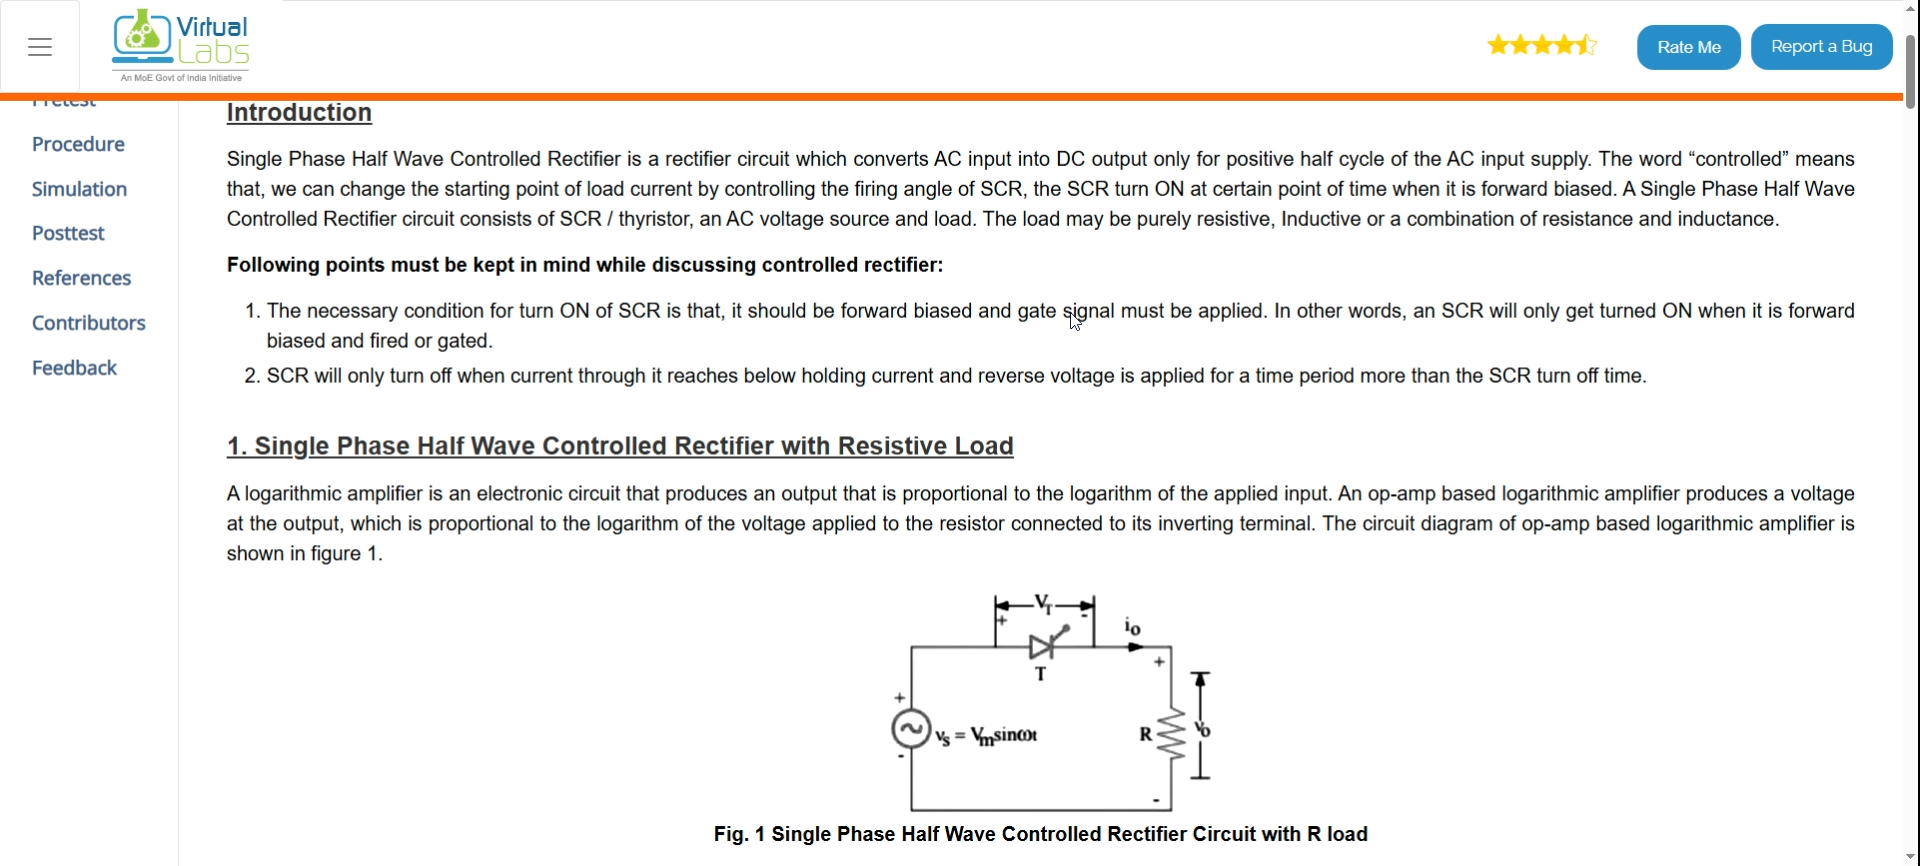 Virtual
Labs
An MoE Govt of India Initiative
Rate Me
Report a Bug
Pretest
Procedure
Simulation
Posttest
References
Contributors
Feedback
Introduction
Single Phase Half Wave Controlled Rectifier is a rectifier circuit which converts AC input into DC output only for positive half cycle of the AC input supply. The word “controlled” means
that, we can change the starting point of load current by controlling the firing angle of SCR, the SCR turn ON at certain point of time when it is forward biased. A Single Phase Half Wave
Controlled Rectifier circuit consists of SCR / thyristor, an AC voltage source and load. The load may be purely resistive, Inductive or a combination of resistance and inductance.
Following points must be kept in mind while discussing controlled rectifier:
1. The necessary condition for turn ON of SCR is that, it should be forward biased and gate signal must be applied. In other words, an SCR will only get turned ON when it is forward
biased and fired or gated.
2. SCR will only turn off when current through it reaches below holding current and reverse voltage is applied for a time period more than the SCR turn off time.
1. Single Phase Half Wave Controlled Rectifier with Resistive Load
A logarithmic amplifier is an electronic circuit that produces an output that is proportional to the logarithm of the applied input. An op-amp based logarithmic amplifier produces a voltage
at the output, which is proportional to the logarithm of the voltage applied to the resistor connected to its inverting terminal. The circuit diagram of op-amp based logarithmic amplifier is
shown in figure 1.
VT
+ -
io
T
+
+
vs = Vmsinωt
R
vo
-
-
Fig. 1 Single Phase Half Wave Controlled Rectifier Circuit with R load